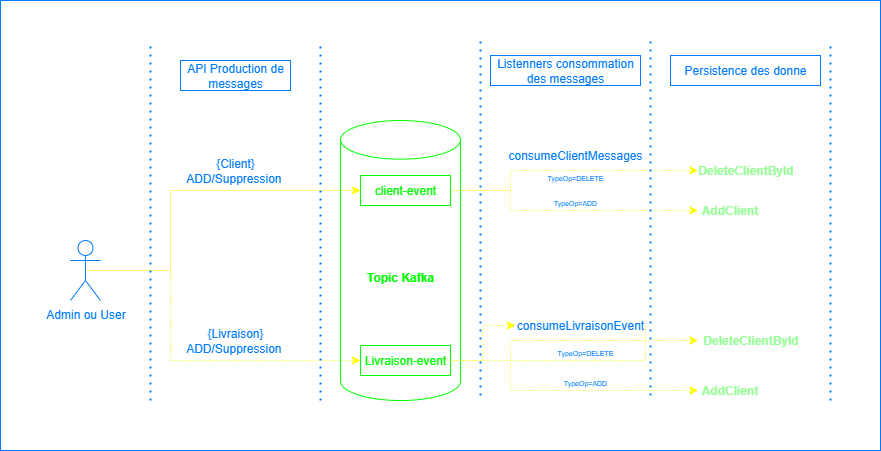 API Production de
messages
Listenners consommation
des messages
Persistence des donne
{Client}
ADD/Suppression
client-event
consumeClientMessages
TypeOp=DELETE
DeleteClientById
TypeOp=ADD
AddClient
Topic Kafka
Admin ou User
{Livraison}
ADD/Suppression
Livraison-event
consumeLivraisonEvent
TypeOp=DELETE
DeleteClientById
TypeOp=ADD
AddClient